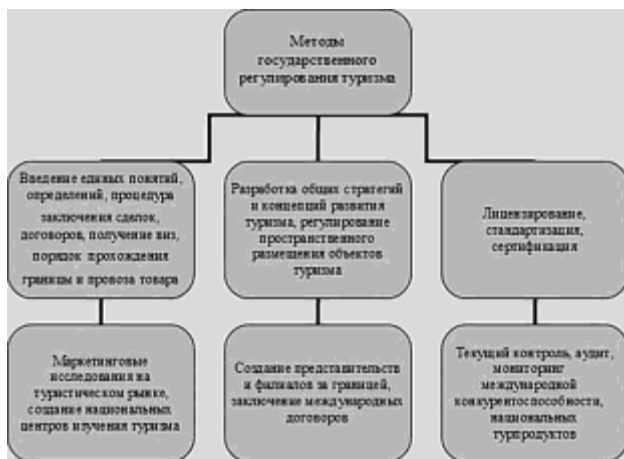 Методы
государственного
регулирования туризма
Введение единых понятий,
определений, процедура
заключения сделок,
договоров, получение виз,
порядок прохождения
границы и провоза товара
Разработка общих стратегий
и концепций развития
туризма, регулирование
пространственного
размещения объектов
туризма
Лицензирование,
стандартизация,
сертификация
Маркетинговые
исследования на
туристическом рынке,
создание национальных
центров изучения туризма
Создание представительств
и филиалов за границей,
заключение международных
договоров
Текущий контроль, аудит,
мониторинг
международной
конкурентоспособности,
национальных
турпродуктов